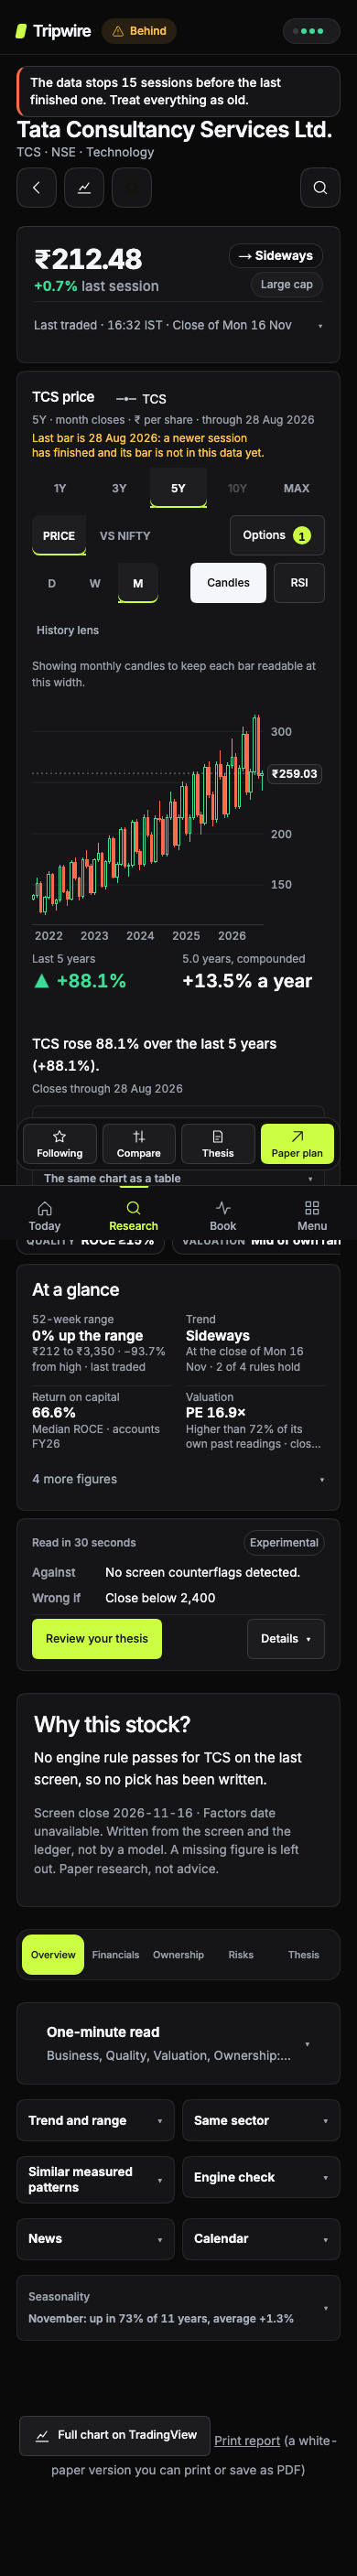 Tripwire
Behind
The data stops 15 sessions before the last
finished one. Treat everything as old.
Tata Consultancy Services Ltd.
TCS · NSE · Technology
₹212.48
→ Sideways
+0.7% last session
Large cap
Last traded · 16:32 IST · Close of Mon 16 Nov
TCS price
TCS
5Y · month closes · ₹ per share · through 28 Aug 2026
Last bar is 28 Aug 2026: a newer session
has finished and its bar is not in this data yet.
1Y 3Y 5Y 10Y MAX
PRICE VS NIFTY
Options 1
D W M
Candles RSI
History lens
Showing monthly candles to keep each bar readable at
this width.
300
₹259.03
200
150
2022 2023 2024 2025 2026
Last 5 years
5.0 years, compounded
▲ +88.1%
+13.5% a year
TCS rose 88.1% over the last 5 years
(+88.1%).
Closes through 28 Aug 2026
Following Compare Thesis Paper plan
The same chart as a table
Today Research Book Menu
QUALITY ROCE 215%
VALUATION Mid of own ran
At a glance
52-week range
0% up the range
₹212 to ₹3,350 · −93.7%
from high · last traded
Trend
Sideways
At the close of Mon 16
Nov · 2 of 4 rules hold
Return on capital
66.6%
Median ROCE · accounts
FY26
Valuation
PE 16.9×
Higher than 72% of its
own past readings · clos...
4 more figures
Read in 30 seconds
Experimental
Against No screen counterflags detected.
Wrong if Close below 2,400
Review your thesis
Details
Why this stock?
No engine rule passes for TCS on the last
screen, so no pick has been written.
Screen close 2026-11-16 · Factors date
unavailable. Written from the screen and the
ledger, not by a model. A missing figure is left
out. Paper research, not advice.
Overview Financials Ownership Risks Thesis
One-minute read
Business, Quality, Valuation, Ownership:...
Trend and range
Same sector
Similar measured
patterns
Engine check
News
Calendar
Seasonality
November: up in 73% of 11 years, average +1.3%
Full chart on TradingView
Print report (a white-
paper version you can print or save as PDF)